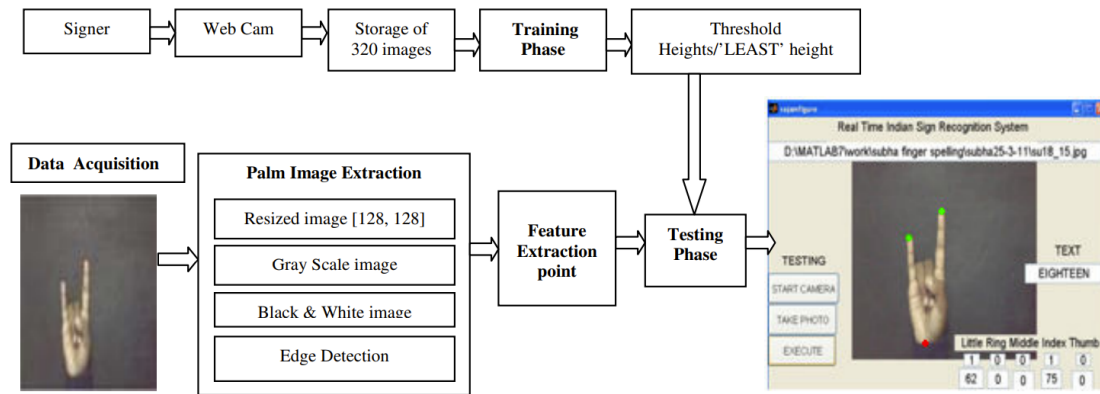 Signer
Web Cam
Storage of
320 images
Training
Phase
Threshold
Heights/'LEAST' height
Data Acquisition
Palm Image Extraction
Resized image [128, 128]
Gray Scale image
Black & White image
Edge Detection
Feature
Extraction
point
Testing
Phase
Real Time Indian Sign Recognition System
D:\MATLAB7\work\subha finger spelling\subha25-3-11\su18_15.jpg
TESTING
START CAMERA
TAKE PHOTO
EXECUTE
TEXT
EIGHTEEN
Little Ring Middle Index Thumb
1 0 0 1 0
62 0 0 75 0